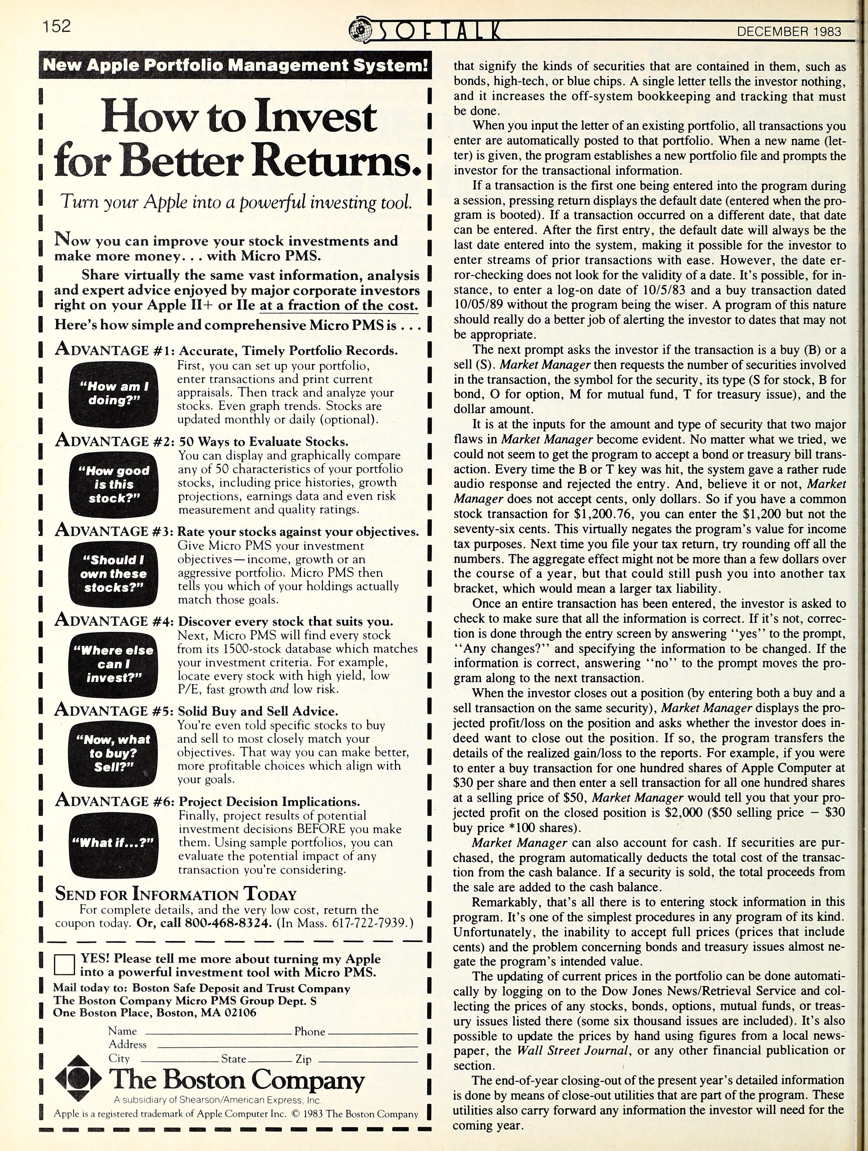 152
SOFTALK
DECEMBER 1983
New Apple Portfolio Management System!
How to Invest
for Better Returns.
Turn your Apple into a powerful investing tool.
Now you can improve your stock investments and
make more money. . . with Micro PMS.
Share virtually the same vast information, analysis
and expert advice enjoyed by major corporate investors
right on your Apple II+ or IIe at a fraction of the cost.
Here's how simple and comprehensive Micro PMS is . . .
ADVANTAGE #1: Accurate, Timely Portfolio Records.
"How am I
doing?"
First, you can set up your portfolio,
enter transactions and print current
appraisals. Then track and analyze your
stocks. Even graph trends. Stocks are
updated monthly or daily (optional).
ADVANTAGE #2: 50 Ways to Evaluate Stocks.
"How good
is this
stock?"
You can display and graphically compare
any of 50 characteristics of your portfolio
stocks, including price histories, growth
projections, earnings data and even risk
measurement and quality ratings.
ADVANTAGE #3: Rate your stocks against your objectives.
"Should I
own these
stocks?"
Give Micro PMS your investment
objectives—income, growth or an
aggressive portfolio. Micro PMS then
tells you which of your holdings actually
match those goals.
ADVANTAGE #4: Discover every stock that suits you.
"Where else
can I
invest?"
Next, Micro PMS will find every stock
from its 1500-stock database which matches
your investment criteria. For example,
locate every stock with high yield, low
P/E, fast growth and low risk.
ADVANTAGE #5: Solid Buy and Sell Advice.
"Now, what
to buy?
Sell?"
You're even told specific stocks to buy
and sell to most closely match your
objectives. That way you can make better,
more profitable choices which align with
your goals.
ADVANTAGE #6: Project Decision Implications.
"What if...?"
Finally, project results of potential
investment decisions BEFORE you make
them. Using sample portfolios, you can
evaluate the potential impact of any
transaction you're considering.
SEND FOR INFORMATION TODAY
For complete details, and the very low cost, return the
coupon today. Or, call 800-468-8324. (In Mass. 617-722-7939.)
YES! Please tell me more about turning my Apple
into a powerful investment tool with Micro PMS.
Mail today to: Boston Safe Deposit and Trust Company
The Boston Company Micro PMS Group Dept. S
One Boston Place, Boston, MA 02106
Name Phone
Address
City State Zip
The Boston Company
A subsidiary of Shearson/American Express, Inc.
Apple is a registered trademark of Apple Computer Inc. © 1983 The Boston Company
that signify the kinds of securities that are contained in them, such as
bonds, high-tech, or blue chips. A single letter tells the investor nothing,
and it increases the off-system bookkeeping and tracking that must
be done.
When you input the letter of an existing portfolio, all transactions you
enter are automatically posted to that portfolio. When a new name (let-
ter) is given, the program establishes a new portfolio file and prompts the
investor for the transactional information.
If a transaction is the first one being entered into the program during
a session, pressing return displays the default date (entered when the pro-
gram is booted). If a transaction occurred on a different date, that date
can be entered. After the first entry, the default date will always be the
last date entered into the system, making it possible for the investor to
enter streams of prior transactions with ease. However, the date er-
ror-checking does not look for the validity of a date. It's possible, for in-
stance, to enter a log-on date of 10/5/83 and a buy transaction dated
10/05/89 without the program being the wiser. A program of this nature
should really do a better job of alerting the investor to dates that may not
be appropriate.
The next prompt asks the investor if the transaction is a buy (B) or a
sell (S). Market Manager then requests the number of securities involved
in the transaction, the symbol for the security, its type (S for stock, B for
bond, O for option, M for mutual fund, T for treasury issue), and the
dollar amount.
It is at the inputs for the amount and type of security that two major
flaws in Market Manager become evident. No matter what we tried, we
could not seem to get the program to accept a bond or treasury bill trans-
action. Every time the B or T key was hit, the system gave a rather rude
audio response and rejected the entry. And, believe it or not, Market
Manager does not accept cents, only dollars. So if you have a common
stock transaction for $1,200.76, you can enter the $1,200 but not the
seventy-six cents. This virtually negates the program's value for income
tax purposes. Next time you file your tax return, try rounding off all the
numbers. The aggregate effect might not be more than a few dollars over
the course of a year, but that could still push you into another tax
bracket, which would mean a larger tax liability.
Once an entire transaction has been entered, the investor is asked to
check to make sure that all the information is correct. If it's not, correc-
tion is done through the entry screen by answering "yes" to the prompt,
"Any changes?" and specifying the information to be changed. If the
information is correct, answering "no" to the prompt moves the pro-
gram along to the next transaction.
When the investor closes out a position (by entering both a buy and a
sell transaction on the same security), Market Manager displays the pro-
jected profit/loss on the position and asks whether the investor does in-
deed want to close out the position. If so, the program transfers the
details of the realized gain/loss to the reports. For example, if you were
to enter a buy transaction for one hundred shares of Apple Computer at
$30 per share and then enter a sell transaction for all one hundred shares
at a selling price of $50, Market Manager would tell you that your pro-
jected profit on the closed position is $2,000 ($50 selling price − $30
buy price *100 shares).
Market Manager can also account for cash. If securities are pur-
chased, the program automatically deducts the total cost of the transac-
tion from the cash balance. If a security is sold, the total proceeds from
the sale are added to the cash balance.
Remarkably, that's all there is to entering stock information in this
program. It's one of the simplest procedures in any program of its kind.
Unfortunately, the inability to accept full prices (prices that include
cents) and the problem concerning bonds and treasury issues almost ne-
gate the program's intended value.
The updating of current prices in the portfolio can be done automati-
cally by logging on to the Dow Jones News/Retrieval Service and col-
lecting the prices of any stocks, bonds, options, mutual funds, or treas-
ury issues listed there (some six thousand issues are included). It's also
possible to update the prices by hand using figures from a local news-
paper, the Wall Street Journal, or any other financial publication or
section.
The end-of-year closing-out of the present year's detailed information
is done by means of close-out utilities that are part of the program. These
utilities also carry forward any information the investor will need for the
coming year.